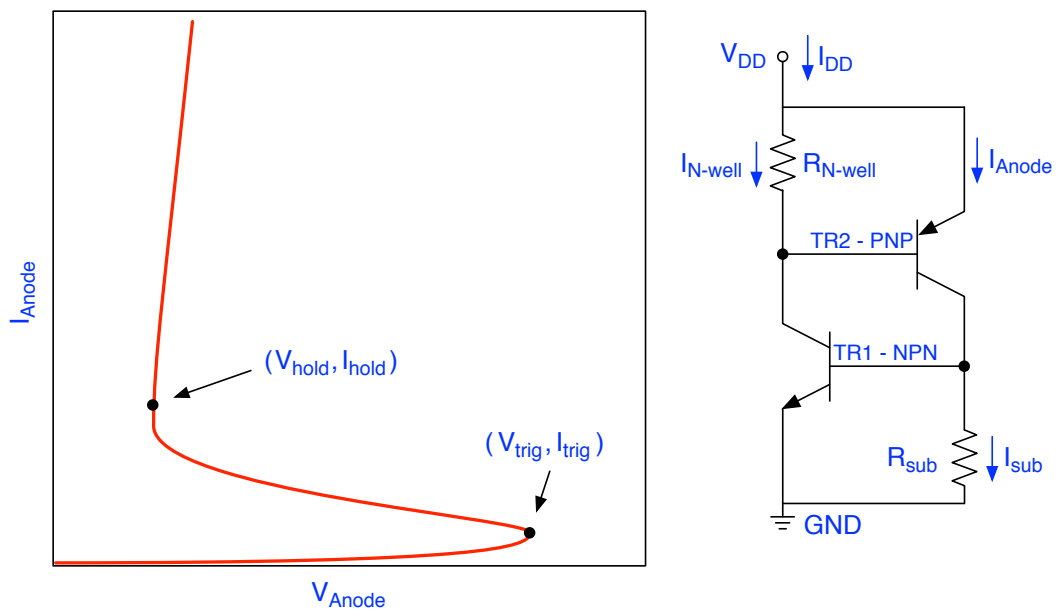 I_Anode
V_Anode
(V_hold, I_hold)
(V_trig, I_trig)
V_DD
I_DD
I_N-well
R_N-well
I_Anode
TR2 - PNP
TR1 - NPN
R_sub
I_sub
GND